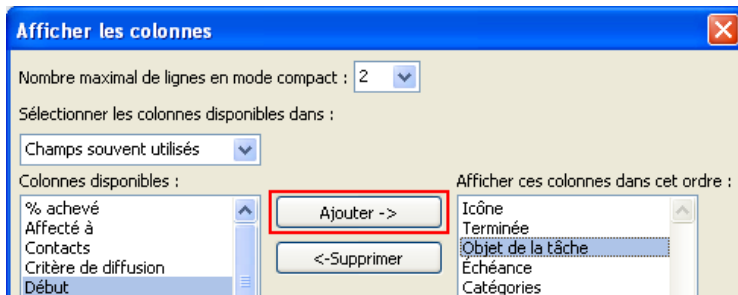 Afficher les colonnes
Nombre maximal de lignes en mode compact : 2
Sélectionner les colonnes disponibles dans :
Champs souvent utilisés
Colonnes disponibles :
% achevé
Affecté à
Contacts
Critère de diffusion
Début
Ajouter ->
<-Supprimer
Afficher ces colonnes dans cet ordre :
Icône
Terminée
Objet de la tâche
Échéance
Catégories